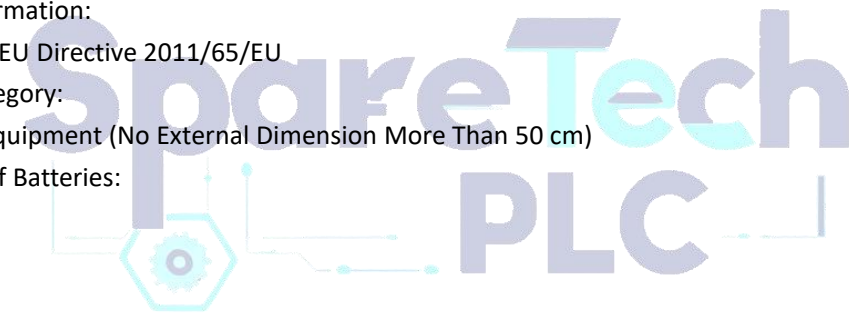 rmation:
EU Directive 2011/65/EU
egory:
quipment (No External Dimension More Than 50 cm)
f Batteries:
SpareTech
PLC